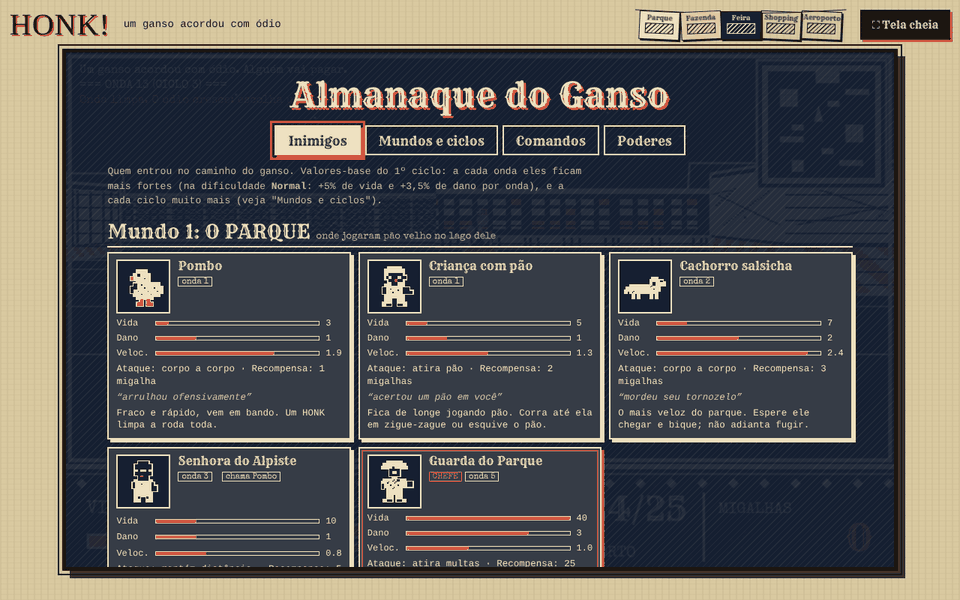 HONK!
um ganso acordou com ódio
Parque
Fazenda
Feira
Shopping
Aeroporto
Tela cheia
Almanaque do Ganso
Inimigos
Mundos e ciclos
Comandos
Poderes
Quem entrou no caminho do ganso. Valores-base do 1º ciclo: a cada onda eles ficam
mais fortes (na dificuldade Normal: +5% de vida e +3,5% de dano por onda), e a
cada ciclo muito mais (veja "Mundos e ciclos").
Mundo 1: O PARQUE onde jogaram pão velho no lago dele
Pombo
onda 1
Vida 3
Dano 1
Veloc. 1.9
Ataque: corpo a corpo · Recompensa: 1
migalha
“arrulhou ofensivamente”
Fraco e rápido, vem em bando. Um HONK
limpa a roda toda.
Criança com pão
onda 1
Vida 5
Dano 1
Veloc. 1.3
Ataque: atira pão · Recompensa: 2
migalhas
“acertou um pão em você”
Fica de longe jogando pão. Corra até ela
em zigue-zague ou esquive o pão.
Cachorro salsicha
onda 2
Vida 7
Dano 2
Veloc. 2.4
Ataque: corpo a corpo · Recompensa: 3
migalhas
“mordeu seu tornozelo”
O mais veloz do parque. Espere ele
chegar e bique; não adianta fugir.
Senhora do Alpiste
onda 3 chama Pombo
Vida 10
Dano 1
Veloc. 0.8
Guarda do Parque
CHEFE onda 5
Vida 40
Dano 3
Veloc. 1.0
Ataque: atira multas · Recompensa: 25
4/25
MIGALHAS
0